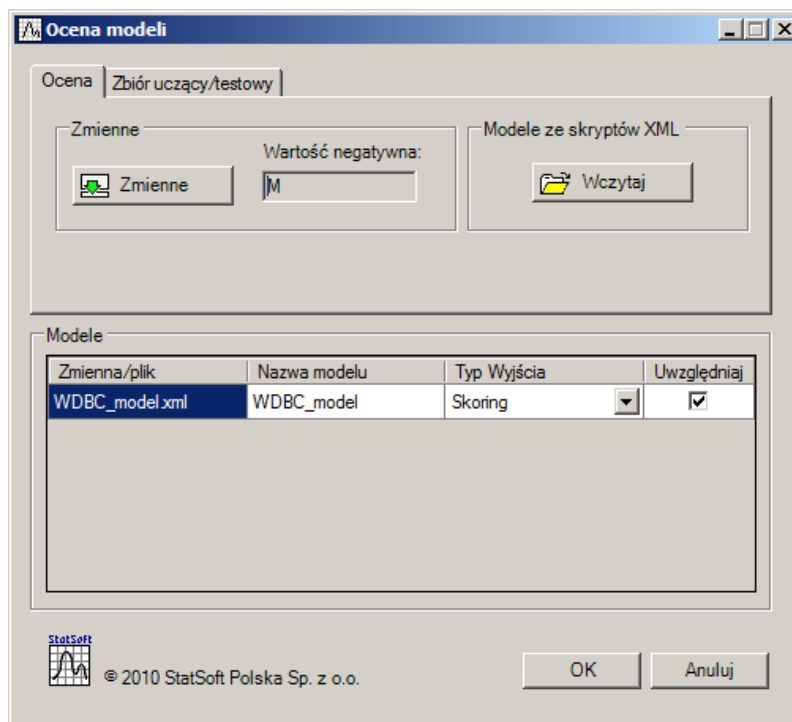 Ocena modeli
Ocena Zbiór uczący/testowy
Zmienne
Wartość negatywna:
Zmienne
M
Modele ze skryptów XML
Wczytaj
Modele
Zmienna/plik Nazwa modelu Typ Wyjścia Uwzględniaj
WDBC_model.xml WDBC_model Skoring
StatSoft
© 2010 StatSoft Polska Sp. z o.o.
OK Anuluj